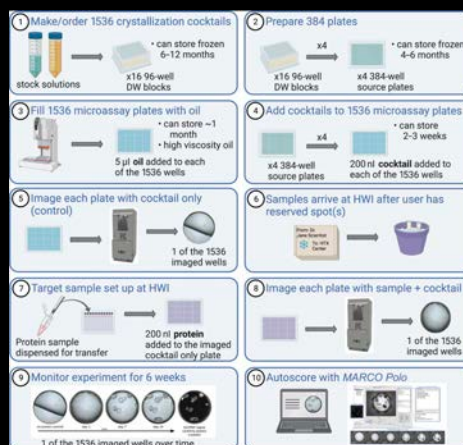 1 Make/order 1536 crystallization cocktails
• can store frozen
6-12 months
stock solutions
x16 96-well
DW blocks
2 Prepare 384 plates
x4
• can store frozen
4-6 months
x16 96-well
DW blocks
x4 384-well
source plates
3 Fill 1536 microassay plates with oil
• can store ~1
month
• high viscosity oil
5 µl oil added to each
of the 1536 wells
4 Add cocktails to 1536 microassay plates
x4
• can store
2-3 weeks
x4 384-well
source plates
200 nl cocktail added to
each of the 1536 wells
5 Image each plate with cocktail only
(control)
1 of the 1536
imaged wells
6 Samples arrive at HWI after user has
reserved spot(s)
From: Dr.
Jane Scientist
To: HTX
Center
7 Target sample set up at HWI
Protein sample
dispensed for transfer
200 nl protein
added to the imaged
cocktail only plate
8 Image each plate with sample + cocktail
1 of the 1536
imaged wells
9 Monitor experiment for 6 weeks
1 of the 1536 imaged wells over time
10 Autoscore with MARCO Polo